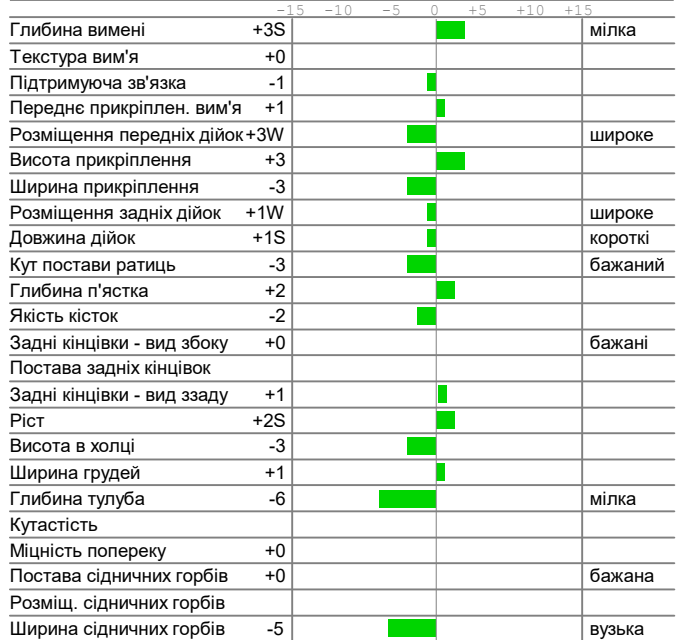 -15 -10 -5 0 +5 +10 +15
Глибина вимені +3S мілка
Текстура вим'я +0
Підтримуюча зв'язка -1
Переднє прикріплен. вим'я +1
Розміщення передніх дійок +3W широке
Висота прикріплення +3
Ширина прикріплення -3
Розміщення задніх дійок +1W широке
Довжина дійок +1S короткі
Кут постави ратиць -3 бажаний
Глибина п'ястка +2
Якість кісток -2
Задні кінцівки - вид збоку +0 бажані
Постава задніх кінцівок
Задні кінцівки - вид ззаду +1
Ріст +2S
Висота в холці -3
Ширина грудей +1
Глибина тулуба -6 мілка
Кутастість
Міцність попереку +0
Постава сідничних горбів +0 бажана
Розміщ. сідничних горбів
Ширина сідничних горбів -5 вузька